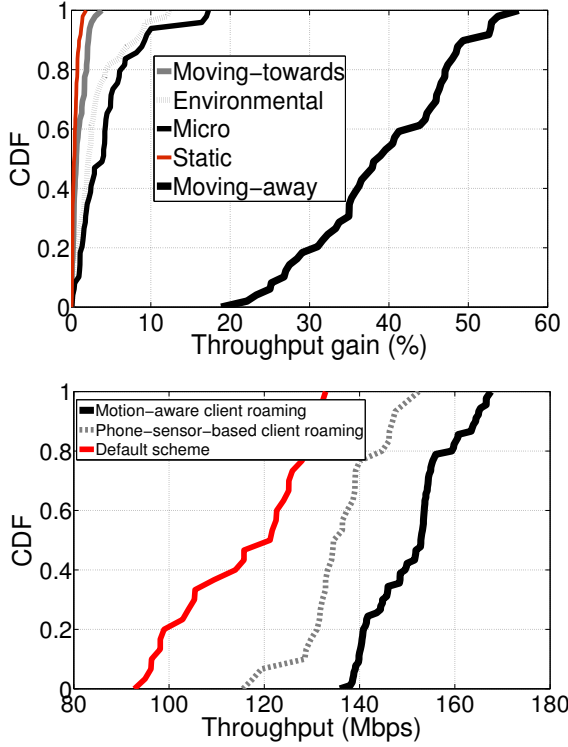 1
0.8
0.6
0.4
0.2
0
CDF
Moving-towards
Environmental
Micro
Static
Moving-away
0 10 20 30 40 50 60
Throughput gain (%)
1
0.8
0.6
0.4
0.2
0
CDF
Motion-aware client roaming
Phone-sensor-based client roaming
Default scheme
80 100 120 140 160 180
Throughput (Mbps)